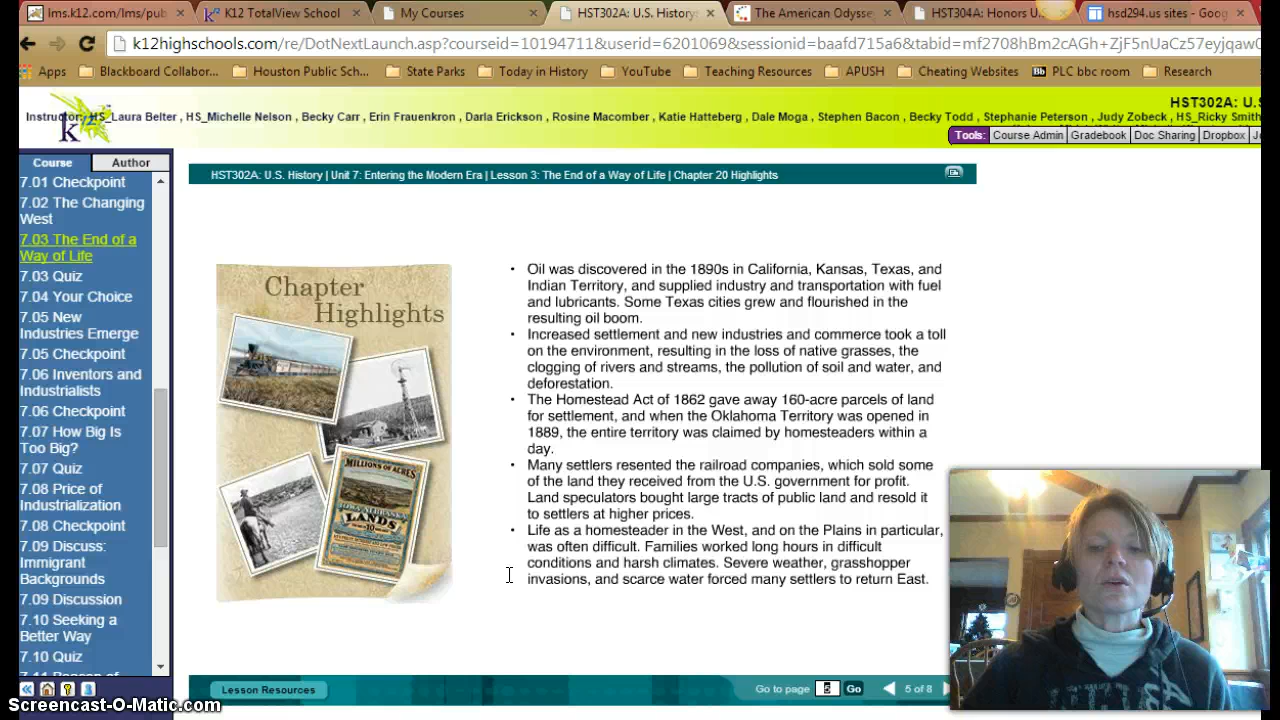 lms.k12.com/lms/pub
K12 TotalView School
My Courses
HST302A: U.S. History
The American Odysse
HST304A: Honors U.S
hsd294.us sites - Goog
k12highschools.com/re/DotNextLaunch.asp?courseid=10194711&userid=6201069&sessionid=baafd715a6&tabid=mf2708hBm2cAGh+ZjF5nUaCz57eyjqaw0
Apps Blackboard Collabor... Houston Public Sch... State Parks Today in History YouTube Teaching Resources APUSH Cheating Websites Bb PLC bbc room Research
HST302A: U.S
Instructor: HS_Laura Belter , HS_Michelle Nelson , Becky Carr , Erin Frauenkron , Darla Erickson , Rosine Macomber , Katie Hatteberg , Dale Moga , Stephen Bacon , Becky Todd , Stephanie Peterson , Judy Zobeck , HS_Ricky Smith
k12
Tools: Course Admin Gradebook Doc Sharing Dropbox
Course Author
7.01 Checkpoint
7.02 The Changing
West
7.03 The End of a
Way of Life
7.03 Quiz
7.04 Your Choice
7.05 New
Industries Emerge
7.05 Checkpoint
7.06 Inventors and
Industrialists
7.06 Checkpoint
7.07 How Big Is
Too Big?
7.07 Quiz
7.08 Price of
Industrialization
7.08 Checkpoint
7.09 Discuss:
Immigrant
Backgrounds
7.09 Discussion
7.10 Seeking a
Better Way
7.10 Quiz
HST302A: U.S. History | Unit 7: Entering the Modern Era | Lesson 3: The End of a Way of Life | Chapter 20 Highlights
Chapter
Highlights
MILLIONS OF ACRES
LANDS
• Oil was discovered in the 1890s in California, Kansas, Texas, and
Indian Territory, and supplied industry and transportation with fuel
and lubricants. Some Texas cities grew and flourished in the
resulting oil boom.
• Increased settlement and new industries and commerce took a toll
on the environment, resulting in the loss of native grasses, the
clogging of rivers and streams, the pollution of soil and water, and
deforestation.
• The Homestead Act of 1862 gave away 160-acre parcels of land
for settlement, and when the Oklahoma Territory was opened in
1889, the entire territory was claimed by homesteaders within a
day.
• Many settlers resented the railroad companies, which sold some
of the land they received from the U.S. government for profit.
Land speculators bought large tracts of public land and resold it
to settlers at higher prices.
• Life as a homesteader in the West, and on the Plains in particular,
was often difficult. Families worked long hours in difficult
conditions and harsh climates. Severe weather, grasshopper
invasions, and scarce water forced many settlers to return East.
Lesson Resources
Go to page Go 5 of 8
Screencast-O-Matic.com